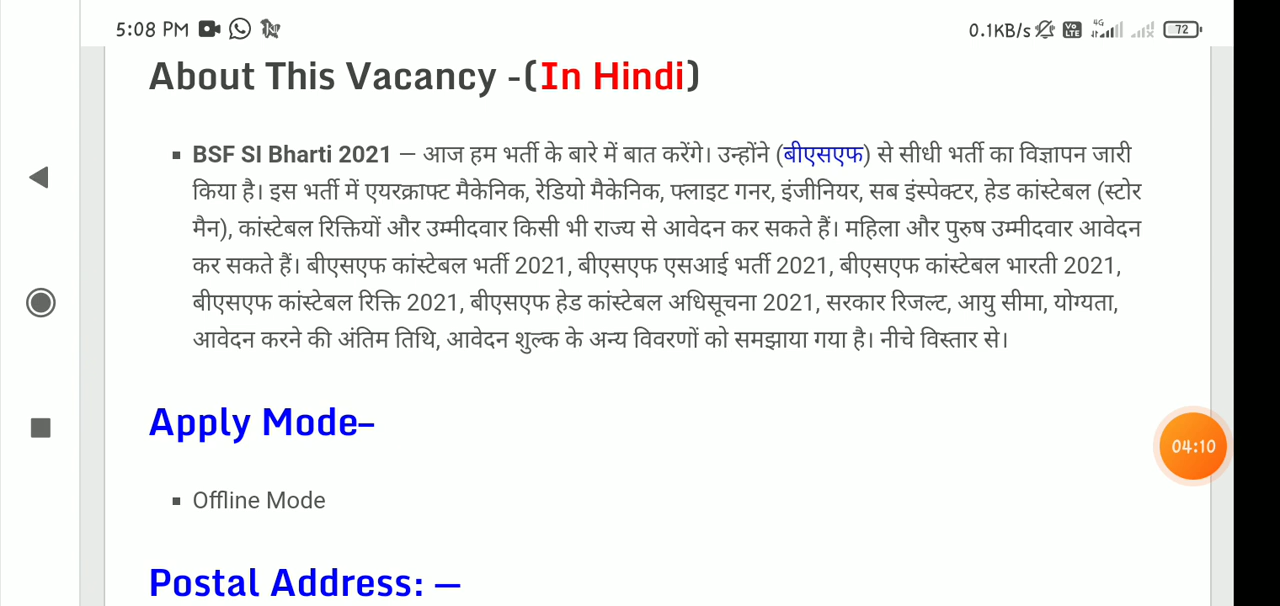 5:08 PM 0.1KB/s Vo LTE 4G 72
About This Vacancy -(In Hindi)
▪ BSF SI Bharti 2021 — आज हम भर्ती के बारे में बात करेंगे। उन्होंने (बीएसएफ) से सीधी भर्ती का विज्ञापन जारी
किया है। इस भर्ती में एयरक्राफ्ट मैकेनिक, रेडियो मैकेनिक, फ्लाइट गनर, इंजीनियर, सब इंस्पेक्टर, हेड कांस्टेबल (स्टोर
मैन), कांस्टेबल रिक्तियों और उम्मीदवार किसी भी राज्य से आवेदन कर सकते हैं। महिला और पुरुष उम्मीदवार आवेदन
कर सकते हैं। बीएसएफ कांस्टेबल भर्ती 2021, बीएसएफ एसआई भर्ती 2021, बीएसएफ कांस्टेबल भारती 2021,
बीएसएफ कांस्टेबल रिक्ति 2021, बीएसएफ हेड कांस्टेबल अधिसूचना 2021, सरकार रिजल्ट, आयु सीमा, योग्यता,
आवेदन करने की अंतिम तिथि, आवेदन शुल्क के अन्य विवरणों को समझाया गया है। नीचे विस्तार से।
Apply Mode–
04:10
▪ Offline Mode
Postal Address: —